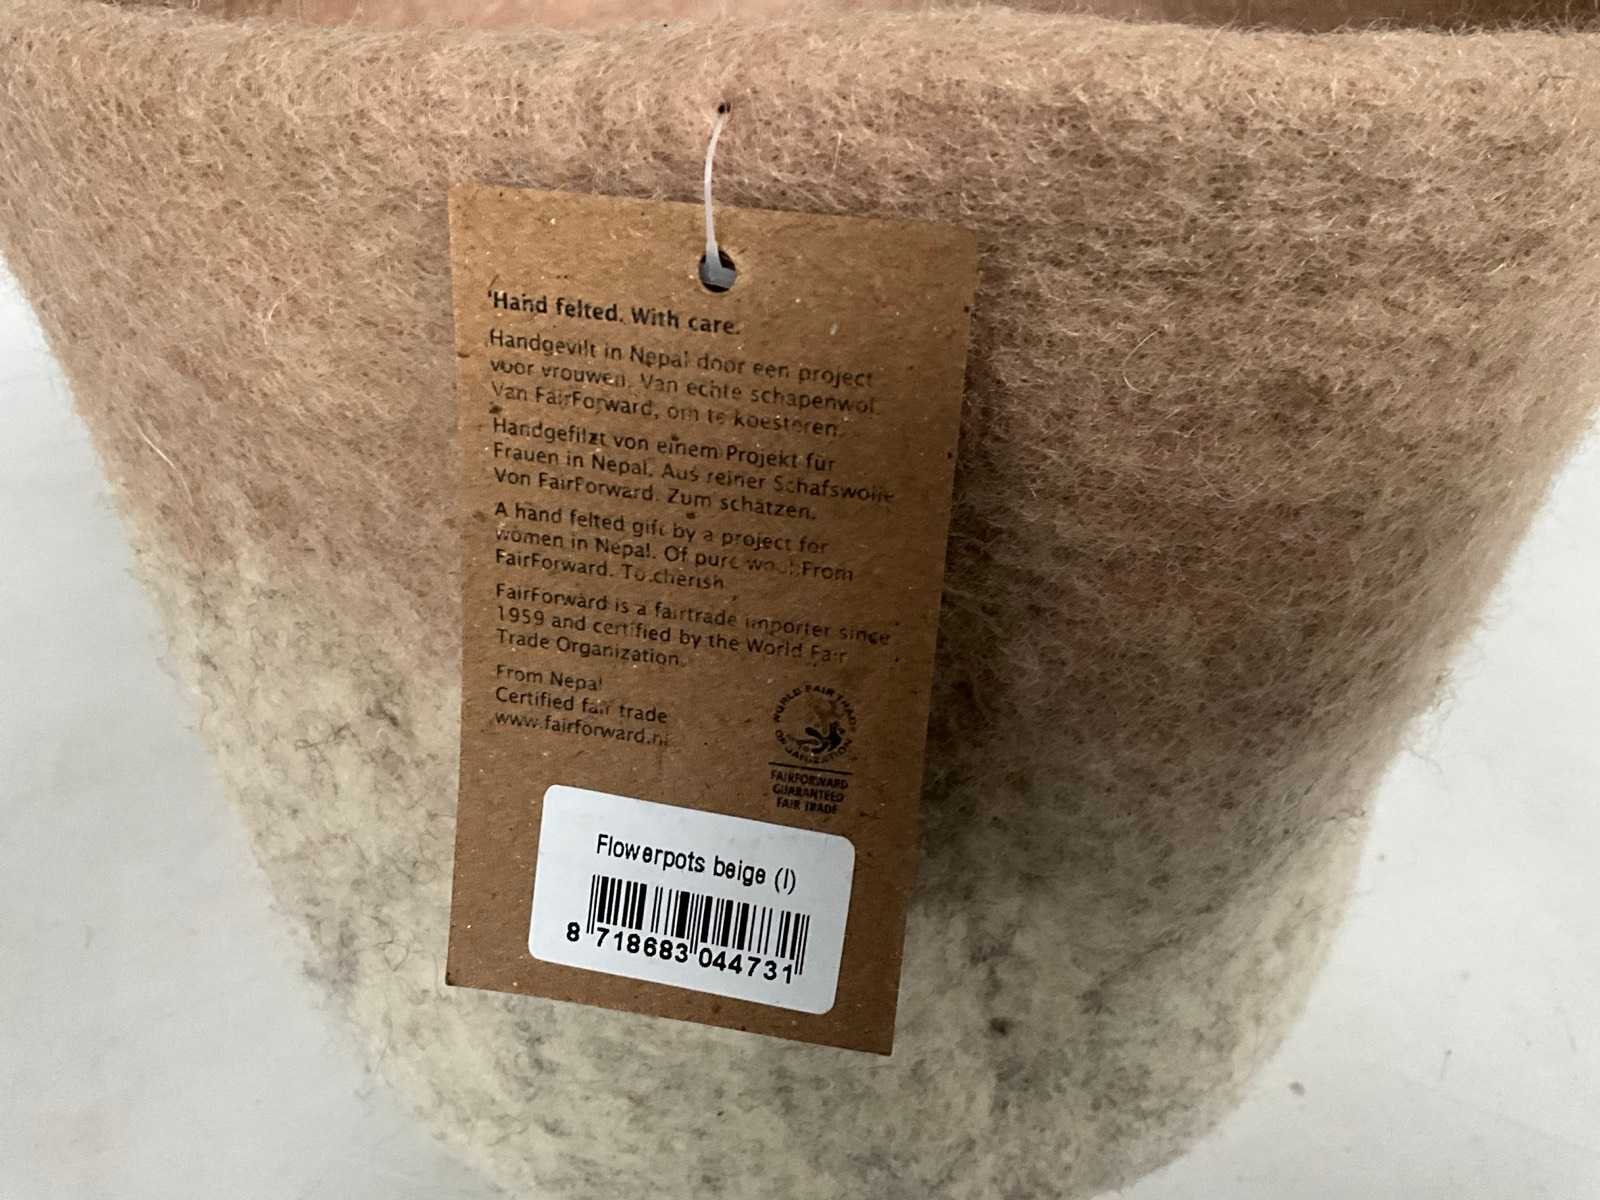 Hand felted. With care.
Handgevilt in Nepal door een project
voor vrouwen. Van echte schapenwol.
Van FairForward, om te koesteren.
Handgefilzt von einem Projekt für
Frauen in Nepal. Aus reiner Schafswolle
Von FairForward. Zum schätzen.
A hand felted gift by a project for
women in Nepal. Of pure wool. From
FairForward. To cherish.
FairForward is a fairtrade importer since
1959 and certified by the World Fair
Trade Organization.
From Nepal
Certified fair trade
www.fairforward.nl
WORLD FAIR TRADE
ORGANIZATION
FAIRFORWARD
GUARANTEED
FAIR TRADE
Flowerpots beige (l)
8 718683 044731